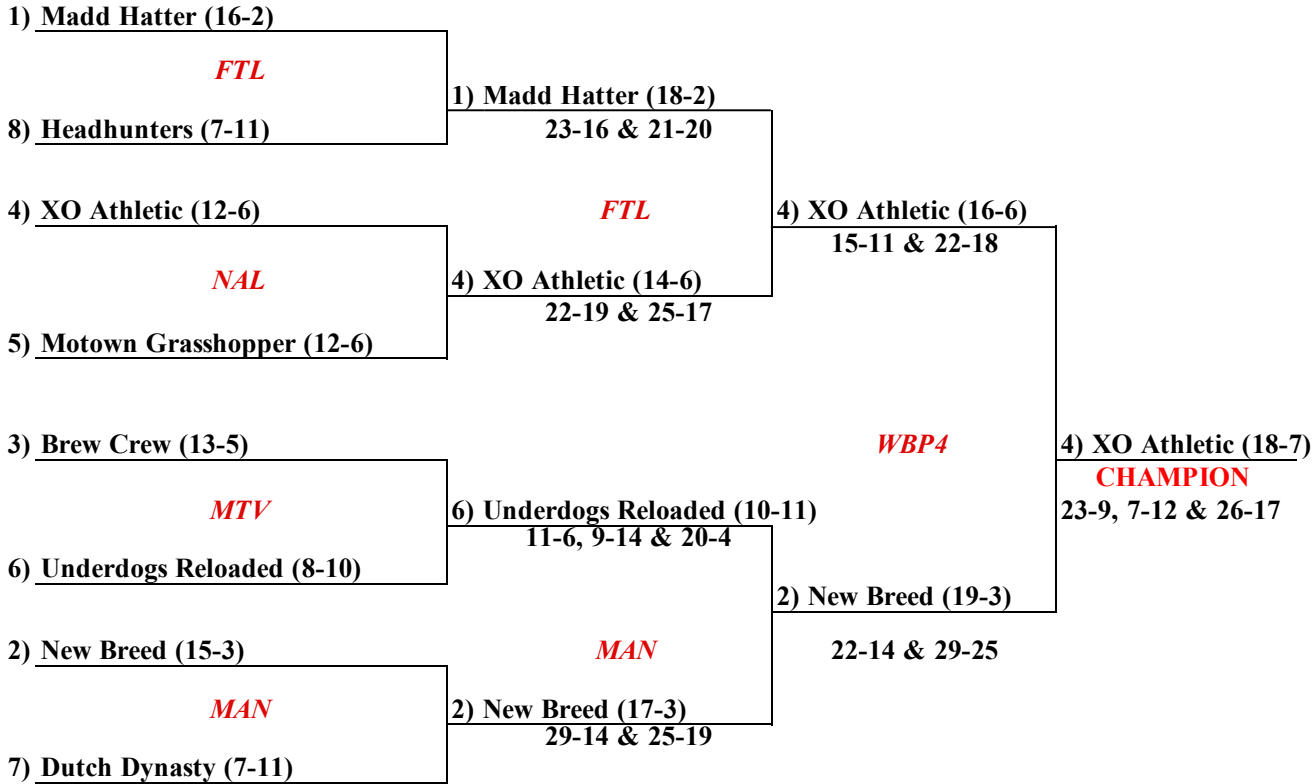 1) Madd Hatter (16-2)
FTL
1) Madd Hatter (18-2)
8) Headhunters (7-11)
23-16 & 21-20
4) XO Athletic (12-6)
FTL
4) XO Athletic (16-6)
15-11 & 22-18
NAL
4) XO Athletic (14-6)
22-19 & 25-17
5) Motown Grasshopper (12-6)
3) Brew Crew (13-5)
WBP4
4) XO Athletic (18-7)
CHAMPION
MTV
6) Underdogs Reloaded (10-11)
23-9, 7-12 & 26-17
11-6, 9-14 & 20-4
6) Underdogs Reloaded (8-10)
2) New Breed (19-3)
2) New Breed (15-3)
MAN
22-14 & 29-25
MAN
2) New Breed (17-3)
29-14 & 25-19
7) Dutch Dynasty (7-11)